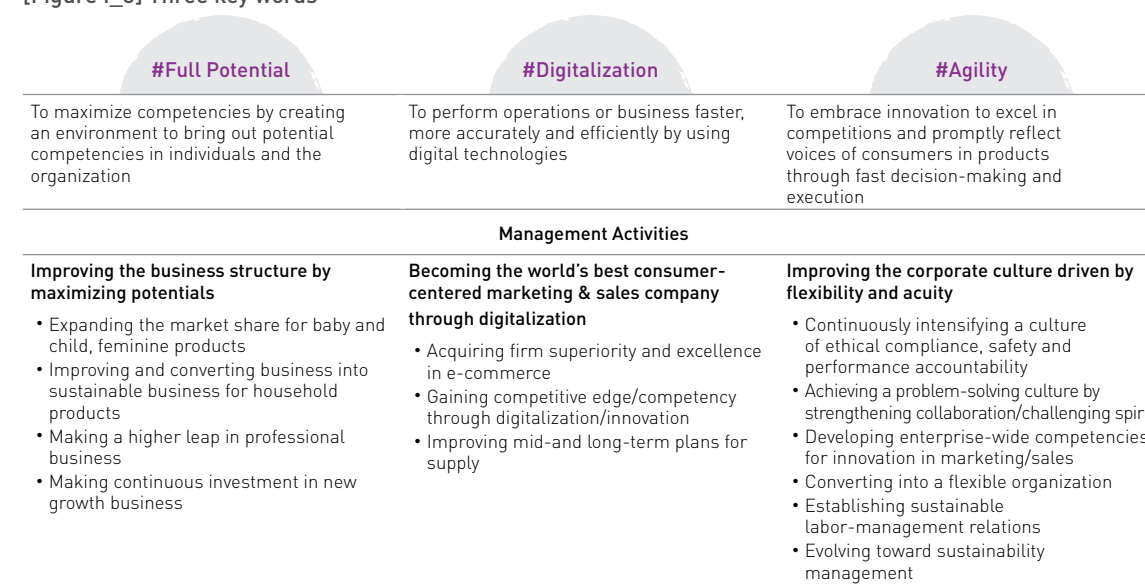 #Full Potential
#Digitalization
#Agility
To maximize competencies by creating
an environment to bring out potential
competencies in individuals and the
organization
To perform operations or business faster,
more accurately and efficiently by using
digital technologies
To embrace innovation to excel in
competitions and promptly reflect
voices of consumers in products
through fast decision-making and
execution
Management Activities
Improving the business structure by
maximizing potentials
• Expanding the market share for baby and
child, feminine products
• Improving and converting business into
sustainable business for household
products
• Making a higher leap in professional
business
• Making continuous investment in new
growth business
Becoming the world's best consumer-
centered marketing & sales company
through digitalization
• Acquiring firm superiority and excellence
in e-commerce
• Gaining competitive edge/competency
through digitalization/innovation
• Improving mid-and long-term plans for
supply
Improving the corporate culture driven by
flexibility and acuity
• Continuously intensifying a culture
of ethical compliance, safety and
performance accountability
• Achieving a problem-solving culture by
strengthening collaboration/challenging
• Developing enterprise-wide competencies
for innovation in marketing/sales
• Converting into a flexible organization
• Establishing sustainable
labor-management relations
• Evolving toward sustainability
management